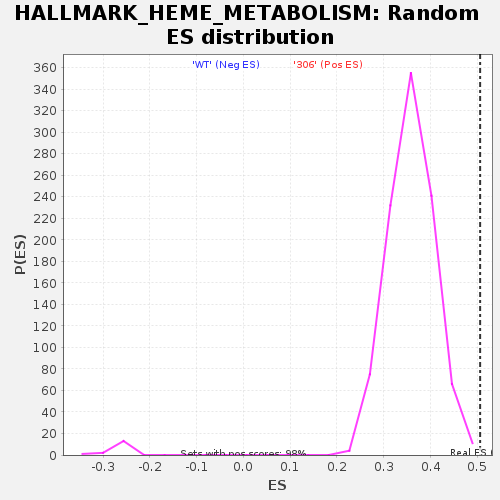 HALLMARK_HEME_METABOLISM: Random
ES distribution
'WT' (Neg ES) '306' (Pos ES)
360
340
320
300
280
260
240
220
200
180
160
140
120
100
80
60
40
20
0
P(ES)
Sets with pos scores: 98%
Real ES
-0.3 -0.2 -0.1 0.0 0.1 0.2 0.3 0.4 0.5
ES